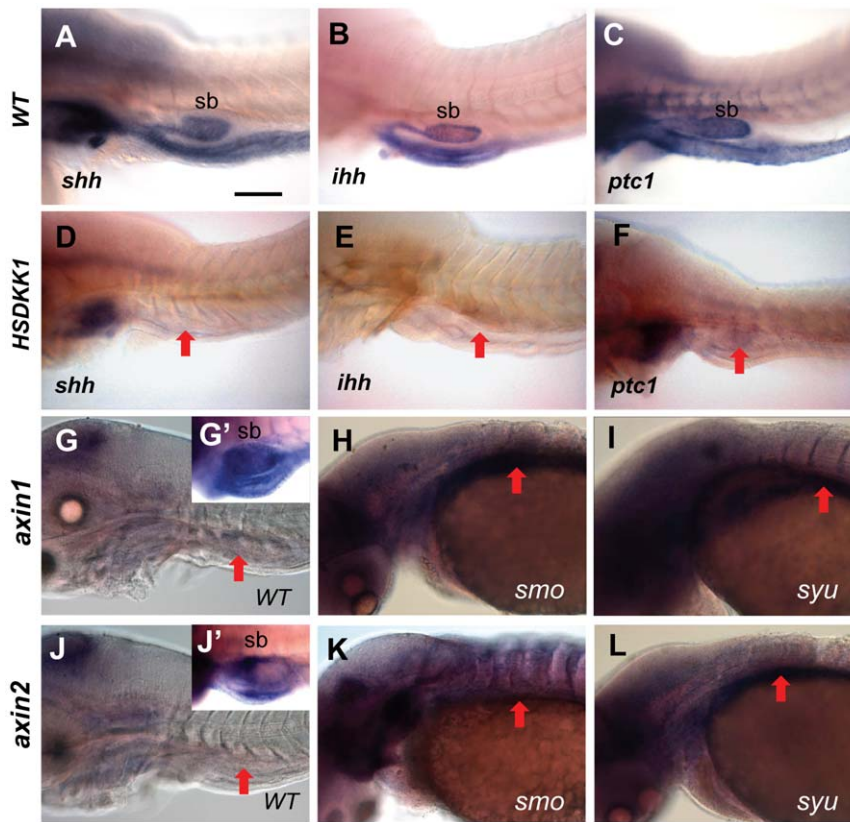 A
B
C
WT
sb
sb
sb
shh
ihh
ptc1
D
E
F
HSDKK1
shh
ihh
ptc1
G
G’
sb
H
I
axin1
WT
smo
syu
J
J’
sb
K
L
axin2
WT
smo
syu